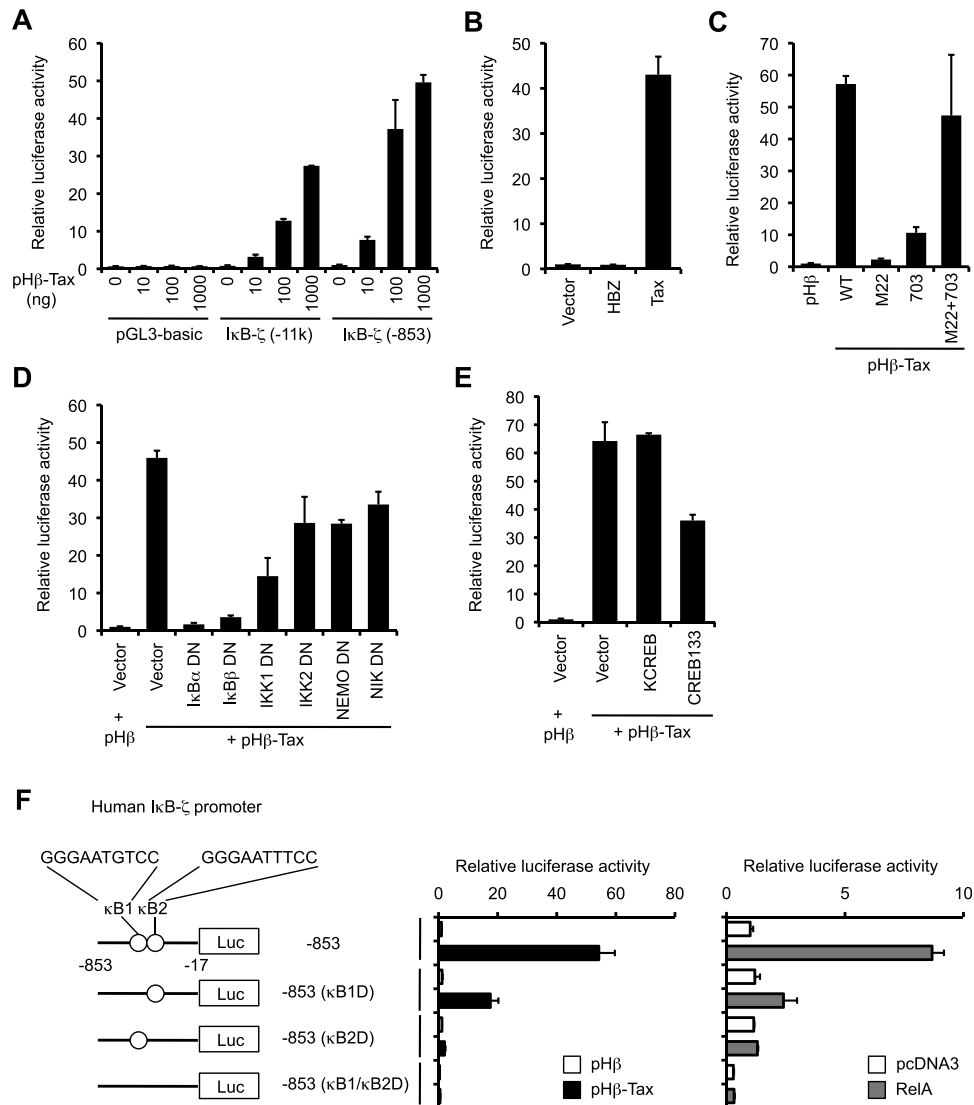 A
Relative luciferase activity
60
50
40
30
20
10
0
pHβ-Tax
(ng)
0 10 100 1000 0 10 100 1000 0 10 100 1000
pGL3-basic IκB-ζ (-11k) IκB-ζ (-853)
B
Relative luciferase activity
50
40
30
20
10
0
Vector HBZ Tax
C
Relative luciferase activity
70
60
50
40
30
20
10
0
pHβ WT M22 703 M22+703
pHβ-Tax
D
Relative luciferase activity
60
50
40
30
20
10
0
Vector Vector IκBα DN IκBβ DN IKK1 DN IKK2 DN NEMO DN NIK DN
+
pHβ
+ pHβ-Tax
E
Relative luciferase activity
80
70
60
50
40
30
20
10
0
Vector Vector KCREB CREB133
+
pHβ
+ pHβ-Tax
F
Human IκB-ζ promoter
GGGAATGTCC GGGAATTTCC
κB1 κB2
Luc -853
-853 -17
Luc -853 (κB1D)
Luc -853 (κB2D)
Luc -853 (κB1/κB2D)
Relative luciferase activity
0 20 40 60 80
pHβ
pHβ-Tax
Relative luciferase activity
0 5 10
pcDNA3
RelA